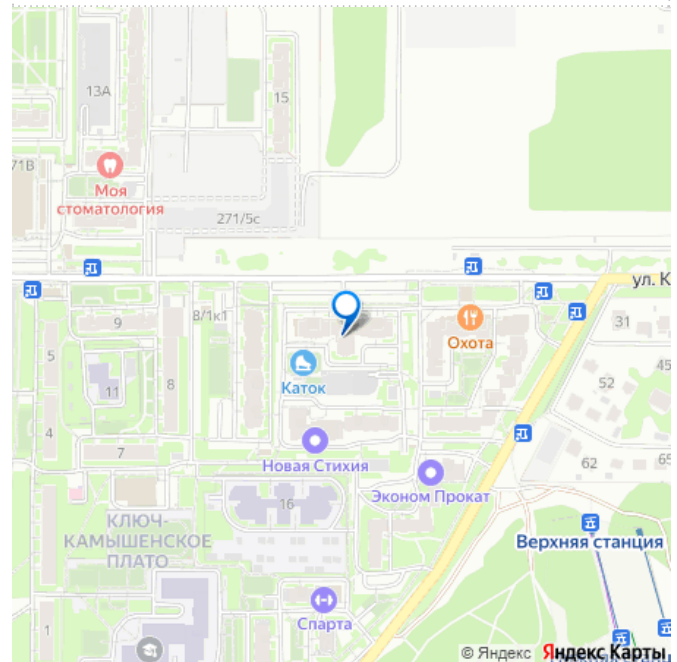 13А
15
71В
Моя
стоматология
271/5с
ул. К
9
8/1к1
31
Охота
5
45
11
8
Каток
52
4
7
Новая Стихия
62
65
Эконом Прокат
16
КЛЮЧ-
КАМЫШЕНСКОЕ
ПЛАТО
Верхняя станция
1
Спарта
© Яндекс Яндекс Карты